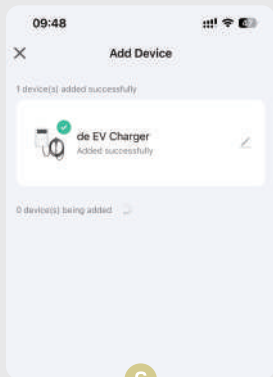 09:48
Add Device
1 device(s) added successfully
de EV Charger
Added successfully
0 device(s) being added